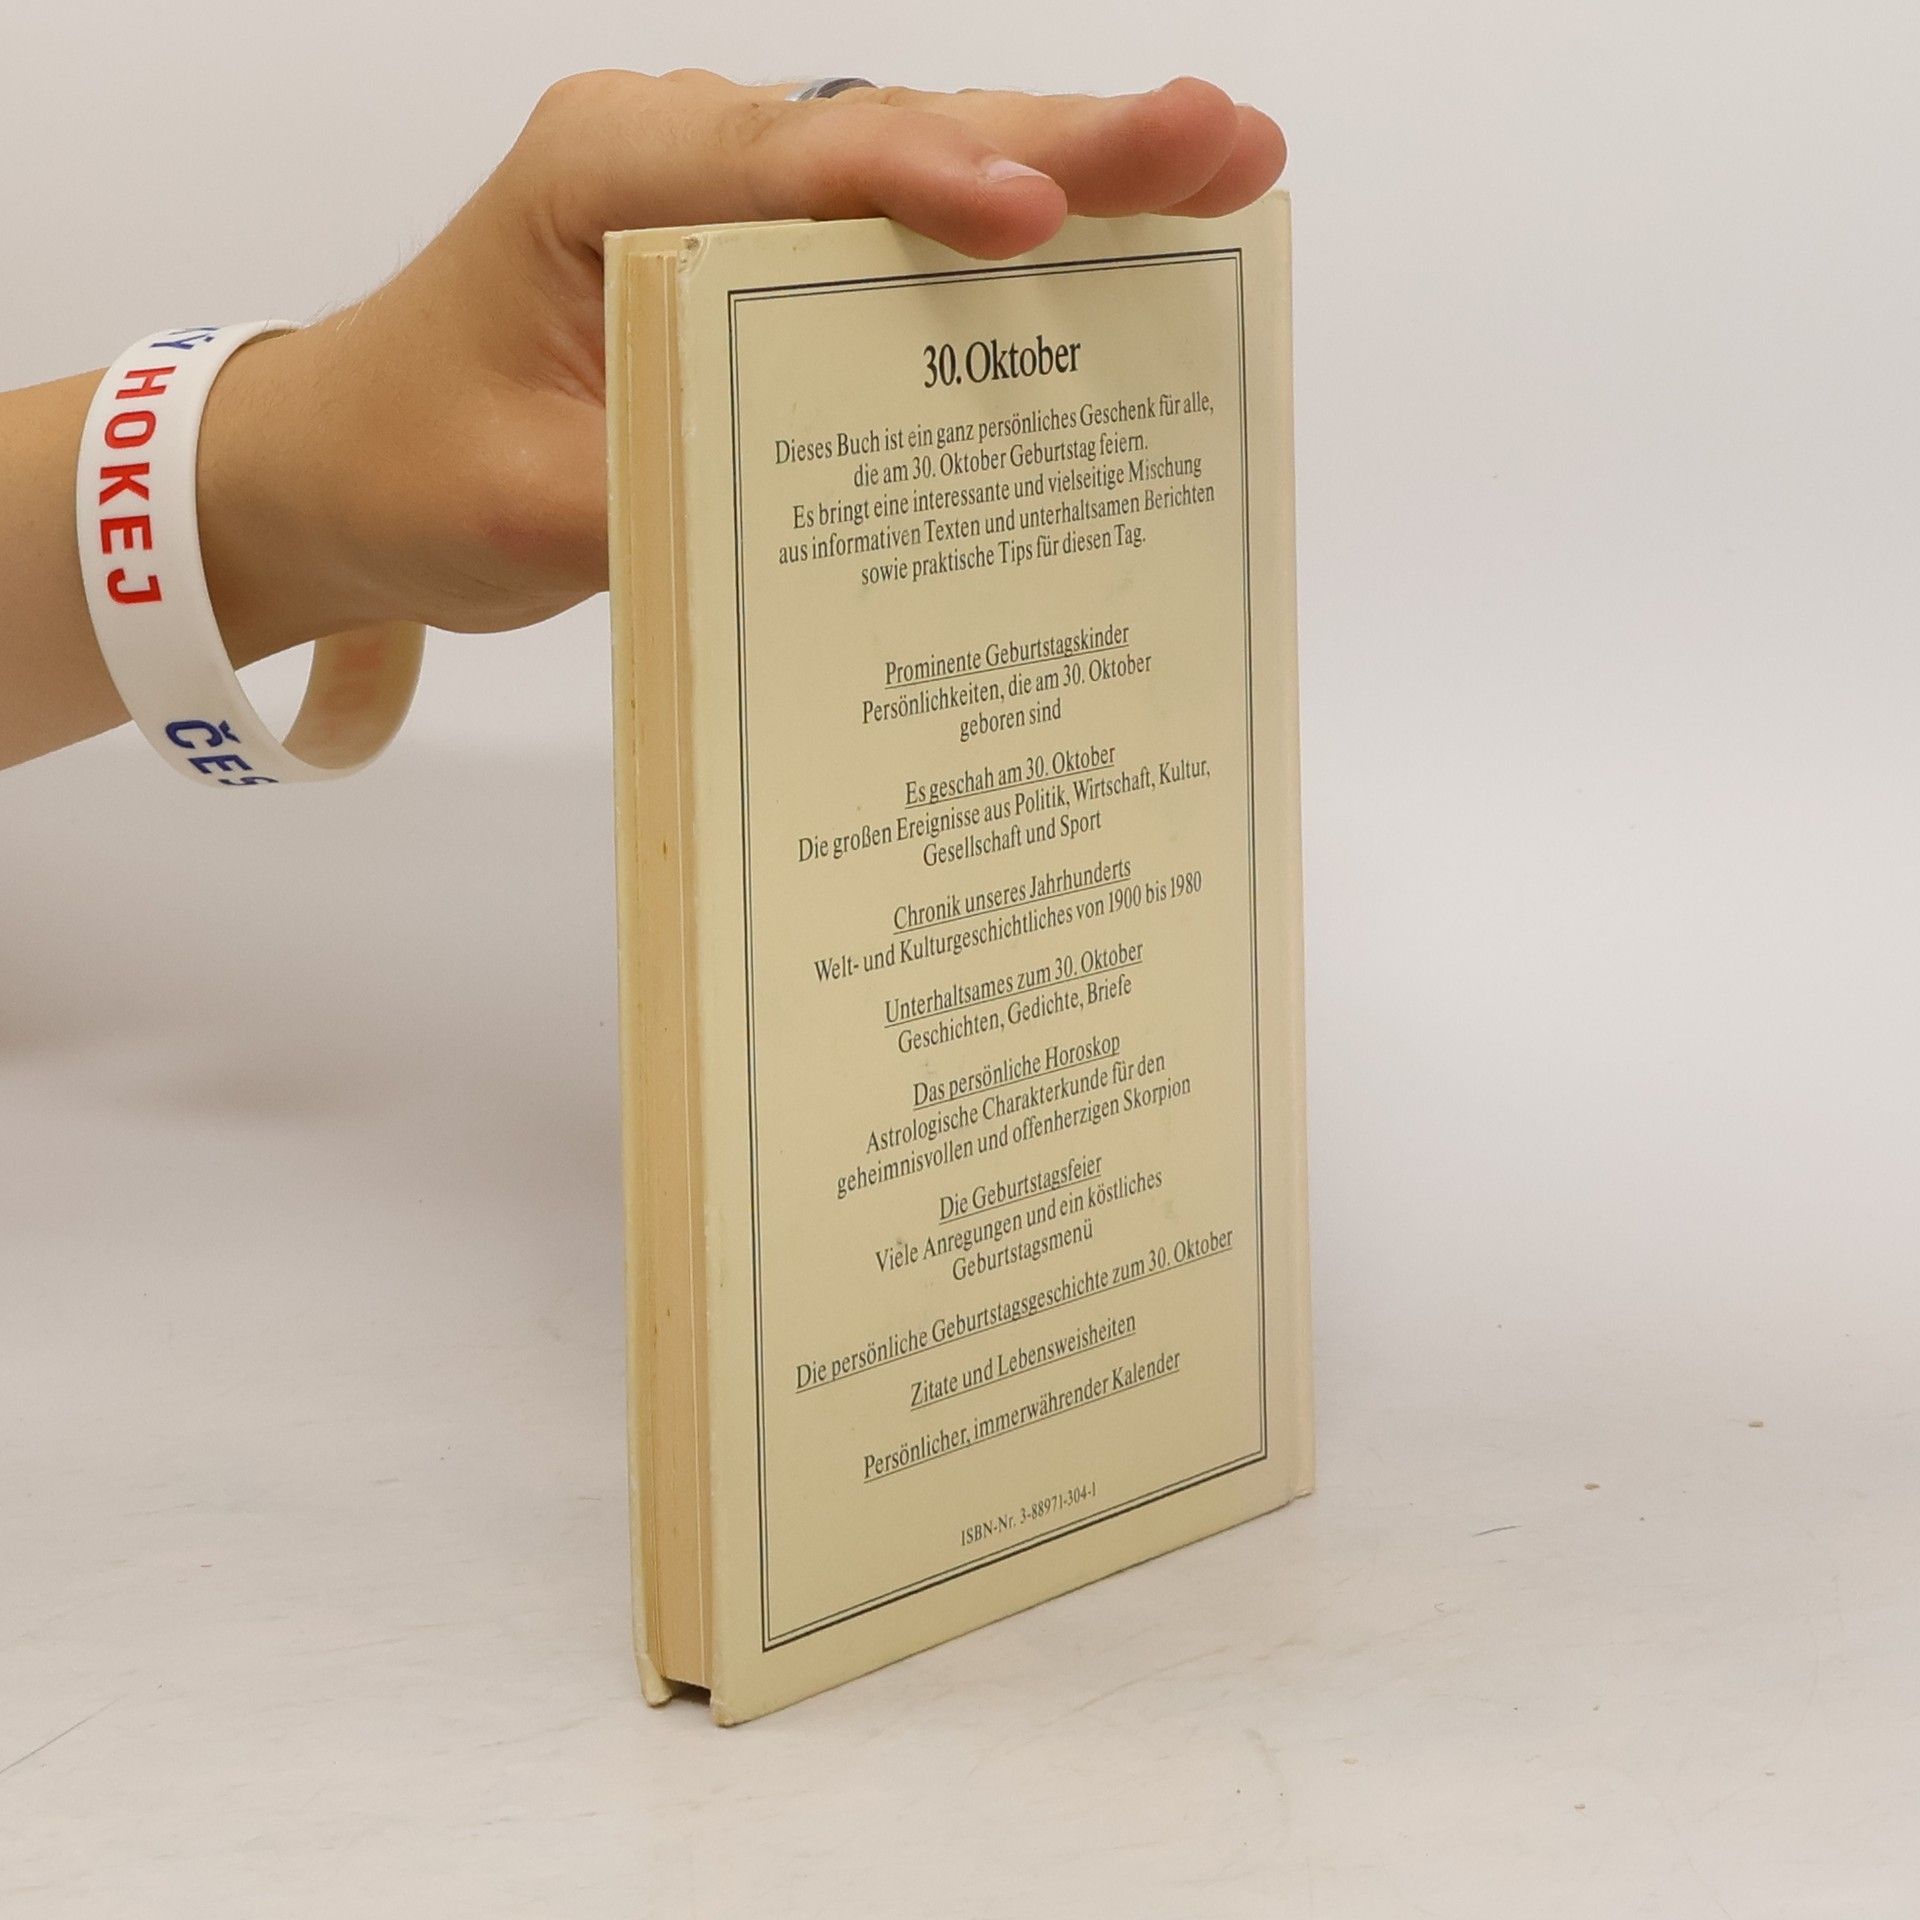 30. Oktober
Dieses Buch ist ein ganz persönliches Geschenk für alle,
die am 30. Oktober Geburtstag feiern.
Es bringt eine interessante und vielseitige Mischung
aus informativen Texten und unterhaltsamen Berichten
sowie praktische Tips für diesen Tag.
Prominente Geburtstagskinder
Persönlichkeiten, die am 30. Oktober
geboren sind
Es geschah am 30. Oktober
Die großen Ereignisse aus Politik, Wirtschaft, Kultur,
Gesellschaft und Sport
Chronik unseres Jahrhunderts
Welt- und Kulturgeschichtliches von 1900 bis 1980
Unterhaltsames zum 30. Oktober
Geschichten, Gedichte, Briefe
Das persönliche Horoskop
Astrologische Charakterkunde für den
geheimnisvollen und offenherzigen Skorpion
Die Geburtstagsfeier
Viele Anregungen und ein köstliches
Geburtstagsmenü
Die persönliche Geburtstagsgeschichte zum 30. Oktober
Zitate und Lebensweisheiten
Persönlicher, immerwährender Kalender
ISBN-Nr. 3-88971-304-1
KÝ HOKEJ
ČES